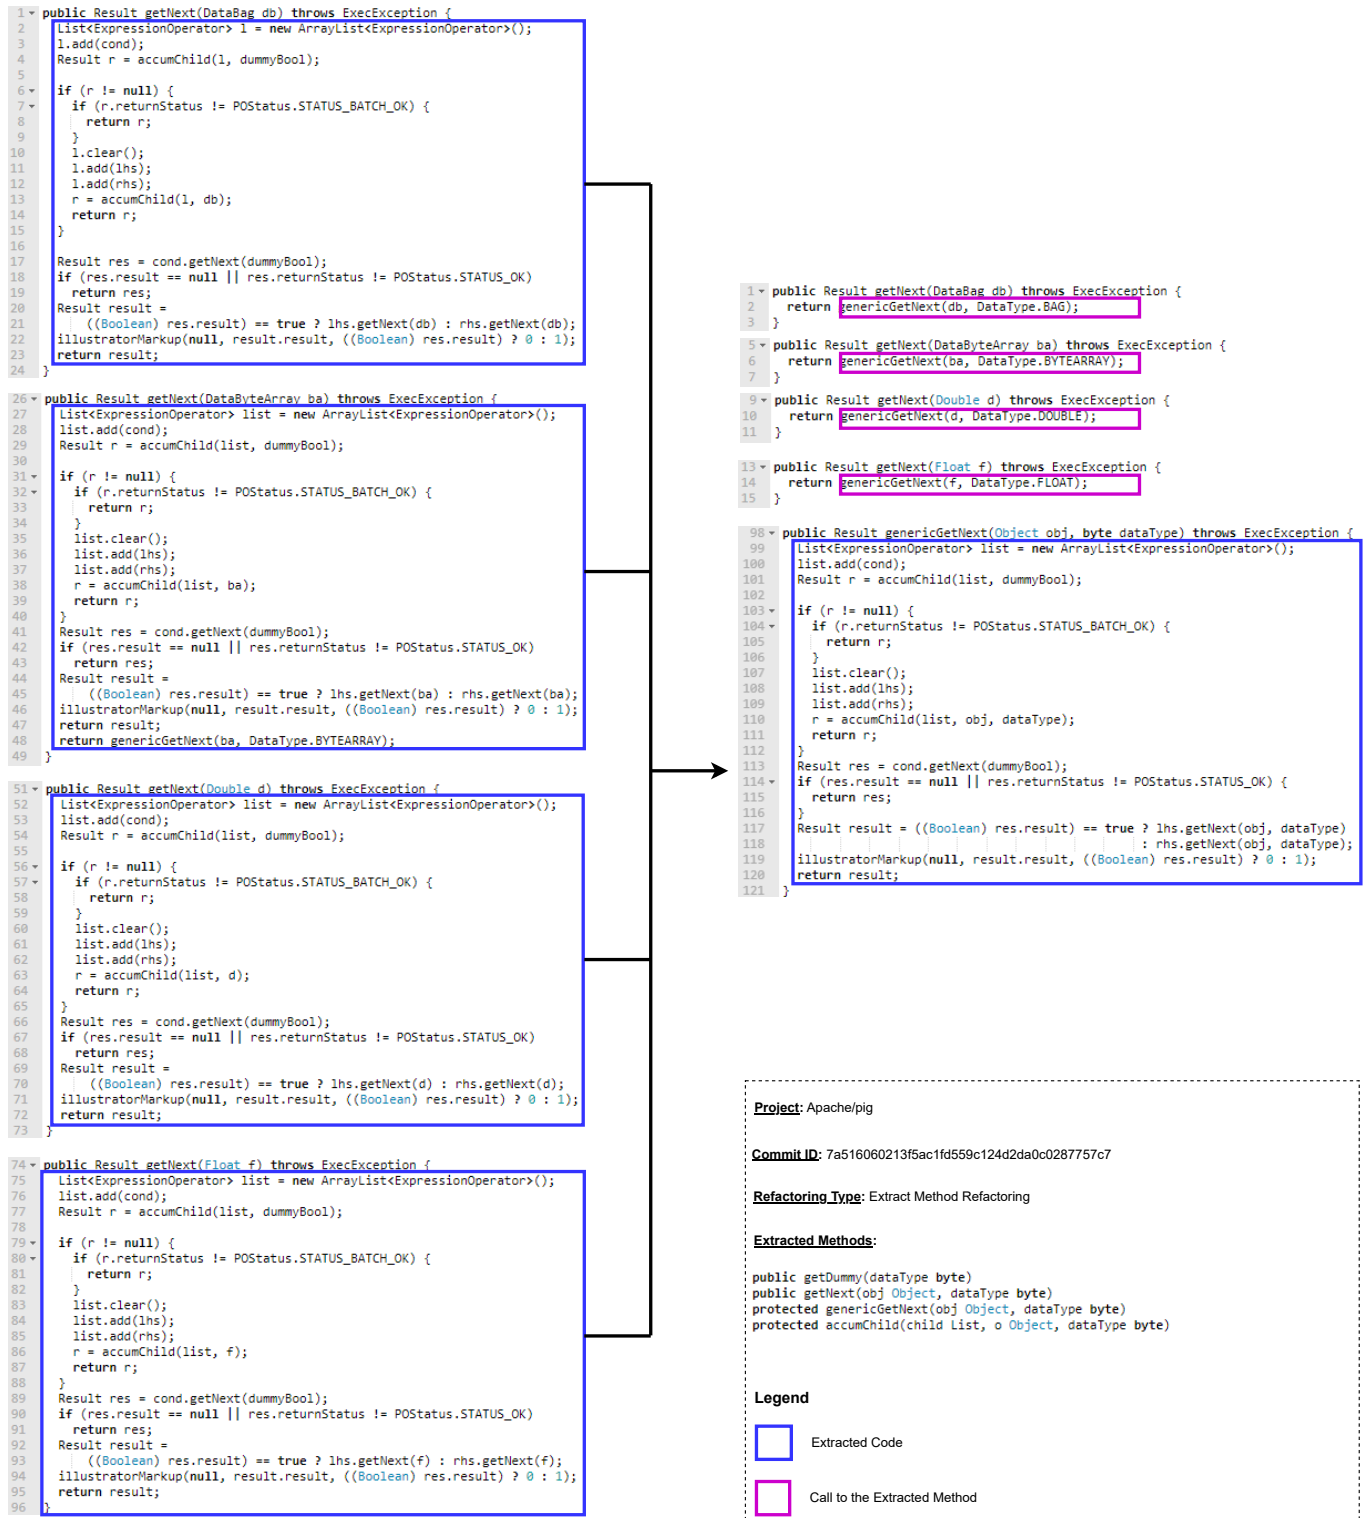 1 public Result getNext(DataBag db) throws ExecException {
2 List<ExpressionOperator> l = new ArrayList<ExpressionOperator>();
3 l.add(cond);
4 Result r = accumChild(l, dummyBool);
5
6 if (r != null) {
7 if (r.returnStatus != POStatus.STATUS_BATCH_OK) {
8 return r;
9 }
10 l.clear();
11 l.add(lhs);
12 l.add(rhs);
13 r = accumChild(l, db);
14 return r;
15 }
16
17 Result res = cond.getNext(dummyBool);
18 if (res.result == null || res.returnStatus != POStatus.STATUS_OK)
19 return res;
20 Result result =
21 ((Boolean) res.result) == true ? lhs.getNext(db) : rhs.getNext(db);
22 illustratorMarkup(null, result.result, ((Boolean) res.result) ? 0 : 1);
23 return result;
24 }
26 public Result getNext(DataByteArray ba) throws ExecException {
27 List<ExpressionOperator> list = new ArrayList<ExpressionOperator>();
28 list.add(cond);
29 Result r = accumChild(list, dummyBool);
30
31 if (r != null) {
32 if (r.returnStatus != POStatus.STATUS_BATCH_OK) {
33 return r;
34 }
35 list.clear();
36 list.add(lhs);
37 list.add(rhs);
38 r = accumChild(list, ba);
39 return r;
40 }
41 Result res = cond.getNext(dummyBool);
42 if (res.result == null || res.returnStatus != POStatus.STATUS_OK)
43 return res;
44 Result result =
45 ((Boolean) res.result) == true ? lhs.getNext(ba) : rhs.getNext(ba);
46 illustratorMarkup(null, result.result, ((Boolean) res.result) ? 0 : 1);
47 return result;
48 return genericGetNext(ba, DataType.BYTEARRAY);
49 }
51 public Result getNext(Double d) throws ExecException {
52 List<ExpressionOperator> list = new ArrayList<ExpressionOperator>();
53 list.add(cond);
54 Result r = accumChild(list, dummyBool);
55
56 if (r != null) {
57 if (r.returnStatus != POStatus.STATUS_BATCH_OK) {
58 return r;
59 }
60 list.clear();
61 list.add(lhs);
62 list.add(rhs);
63 r = accumChild(list, d);
64 return r;
65 }
66 Result res = cond.getNext(dummyBool);
67 if (res.result == null || res.returnStatus != POStatus.STATUS_OK)
68 return res;
69 Result result =
70 ((Boolean) res.result) == true ? lhs.getNext(d) : rhs.getNext(d);
71 illustratorMarkup(null, result.result, ((Boolean) res.result) ? 0 : 1);
72 return result;
73 }
74 public Result getNext(Float f) throws ExecException {
75 List<ExpressionOperator> list = new ArrayList<ExpressionOperator>();
76 list.add(cond);
77 Result r = accumChild(list, dummyBool);
78
79 if (r != null) {
80 if (r.returnStatus != POStatus.STATUS_BATCH_OK) {
81 return r;
82 }
83 list.clear();
84 list.add(lhs);
85 list.add(rhs);
86 r = accumChild(list, f);
87 return r;
88 }
89 Result res = cond.getNext(dummyBool);
90 if (res.result == null || res.returnStatus != POStatus.STATUS_OK)
91 return res;
92 Result result =
93 ((Boolean) res.result) == true ? lhs.getNext(f) : rhs.getNext(f);
94 illustratorMarkup(null, result.result, ((Boolean) res.result) ? 0 : 1);
95 return result;
96 }
1 public Result getNext(DataBag db) throws ExecException {
2 return genericGetNext(db, DataType.BAG);
3 }
5 public Result getNext(DataByteArray ba) throws ExecException {
6 return genericGetNext(ba, DataType.BYTEARRAY);
7 }
9 public Result getNext(Double d) throws ExecException {
10 return genericGetNext(d, DataType.DOUBLE);
11 }
13 public Result getNext(Float f) throws ExecException {
14 return genericGetNext(f, DataType.FLOAT);
15 }
98 public Result genericGetNext(Object obj, byte dataType) throws ExecException {
99 List<ExpressionOperator> list = new ArrayList<ExpressionOperator>();
100 list.add(cond);
101 Result r = accumChild(list, dummyBool);
102
103 if (r != null) {
104 if (r.returnStatus != POStatus.STATUS_BATCH_OK) {
105 return r;
106 }
107 list.clear();
108 list.add(lhs);
109 list.add(rhs);
110 r = accumChild(list, obj, dataType);
111 return r;
112 }
113 Result res = cond.getNext(dummyBool);
114 if (res.result == null || res.returnStatus != POStatus.STATUS_OK) {
115 return res;
116 }
117 Result result = ((Boolean) res.result) == true ? lhs.getNext(obj, dataType)
118 : rhs.getNext(obj, dataType);
119 illustratorMarkup(null, result.result, ((Boolean) res.result) ? 0 : 1);
120 return result;
121 }
Project: Apache/pig
Commit ID: 7a516060213f5ac1fd559c124d2da0c0287757c7
Refactoring Type: Extract Method Refactoring
Extracted Methods:
public getDummy(dataType byte)
public getNext(obj Object, dataType byte)
protected genericGetNext(obj Object, dataType byte)
protected accumChild(child List, o Object, dataType byte)
Legend
Extracted Code
Call to the Extracted Method